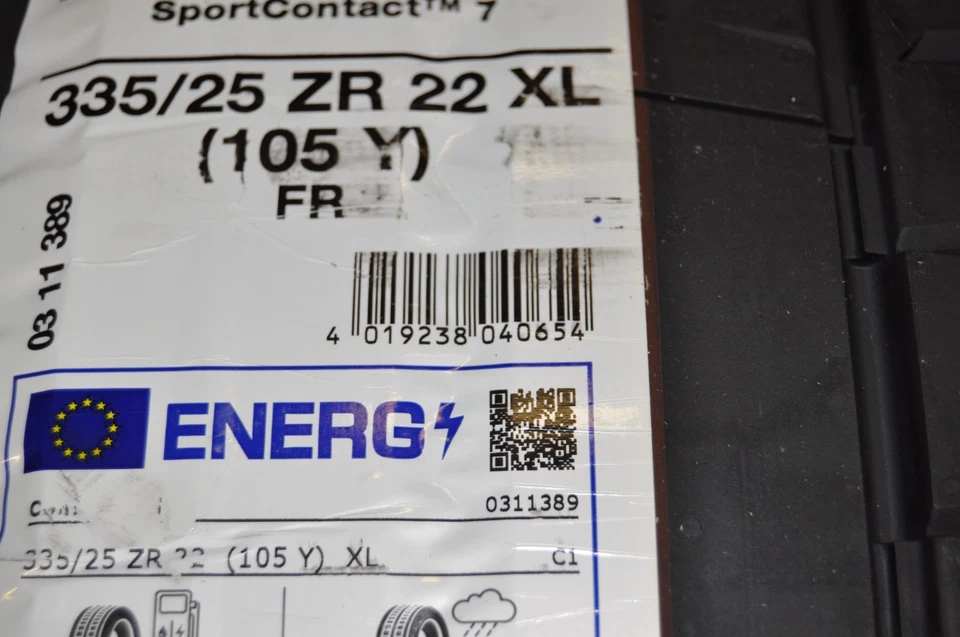 SportContact™ 7
335/25 ZR 22 XL
(105 Y)
FR
03 11 389
4 019238 040654
ENERG
0311389
335/25 ZR 22 (105 Y) XL C1